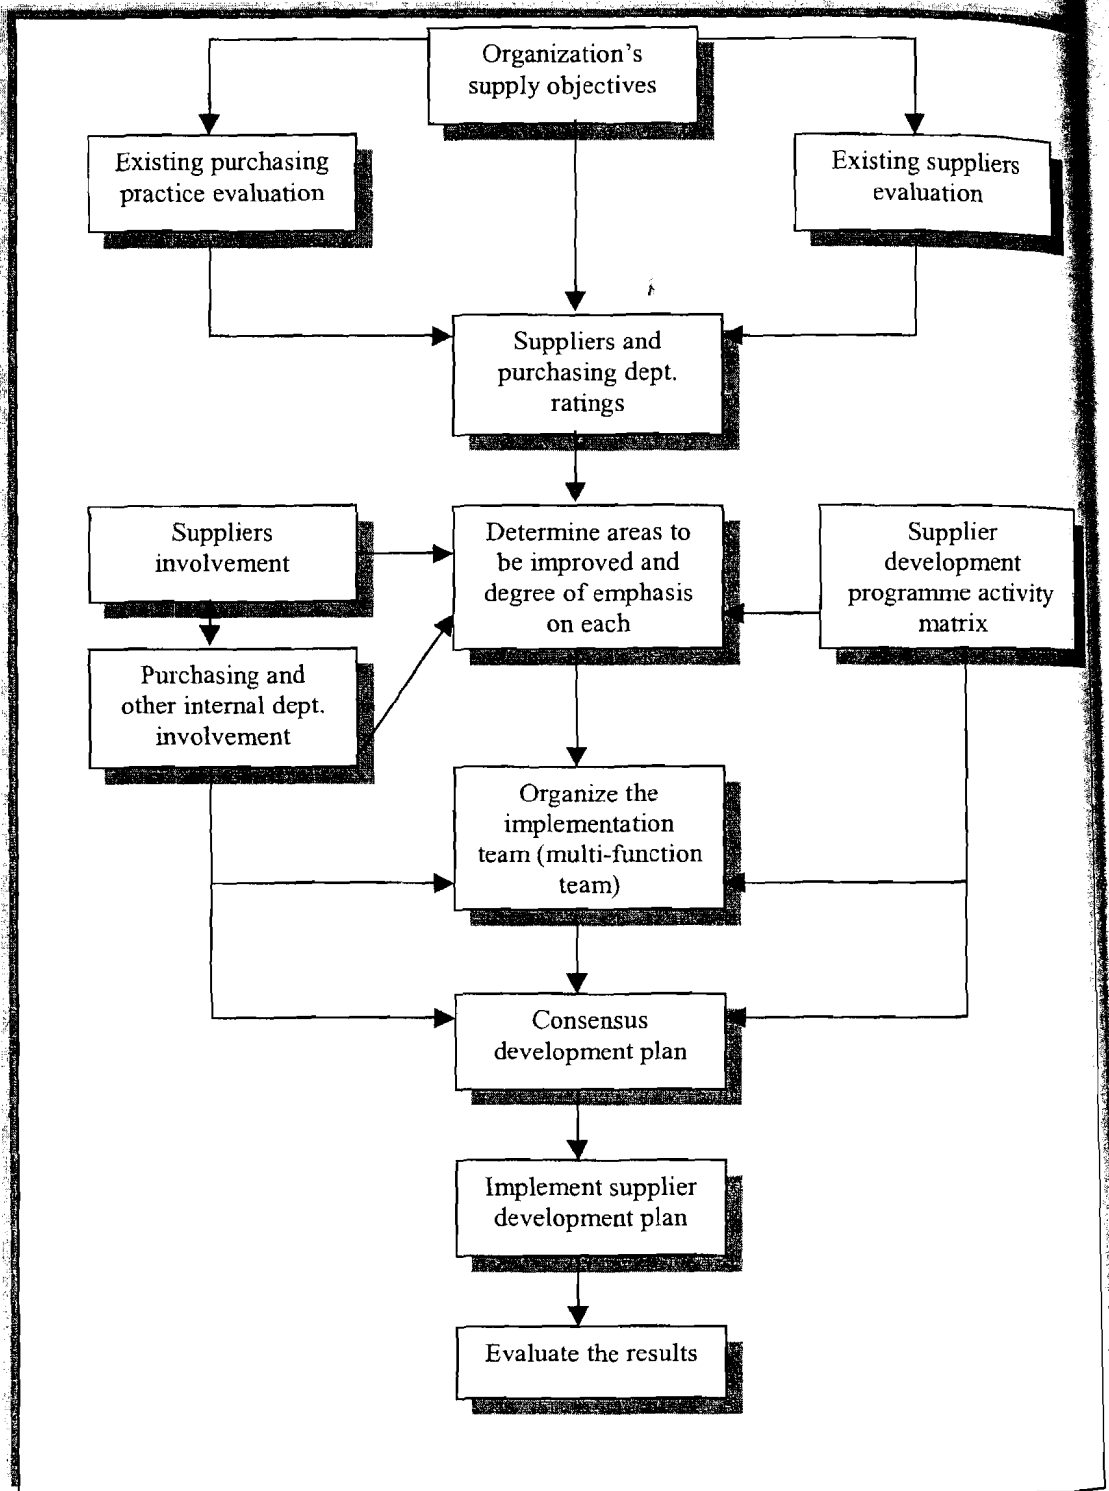 Organization's
supply objectives
Existing purchasing
practice evaluation
Existing suppliers
evaluation
Suppliers and
purchasing dept.
ratings
Suppliers
involvement
Determine areas to
be improved and
degree of emphasis
on each
Supplier
development
programme activity
matrix
Purchasing and
other internal dept.
involvement
Organize the
implementation
team (multi-function
team)
Consensus
development plan
Implement supplier
development plan
Evaluate the results